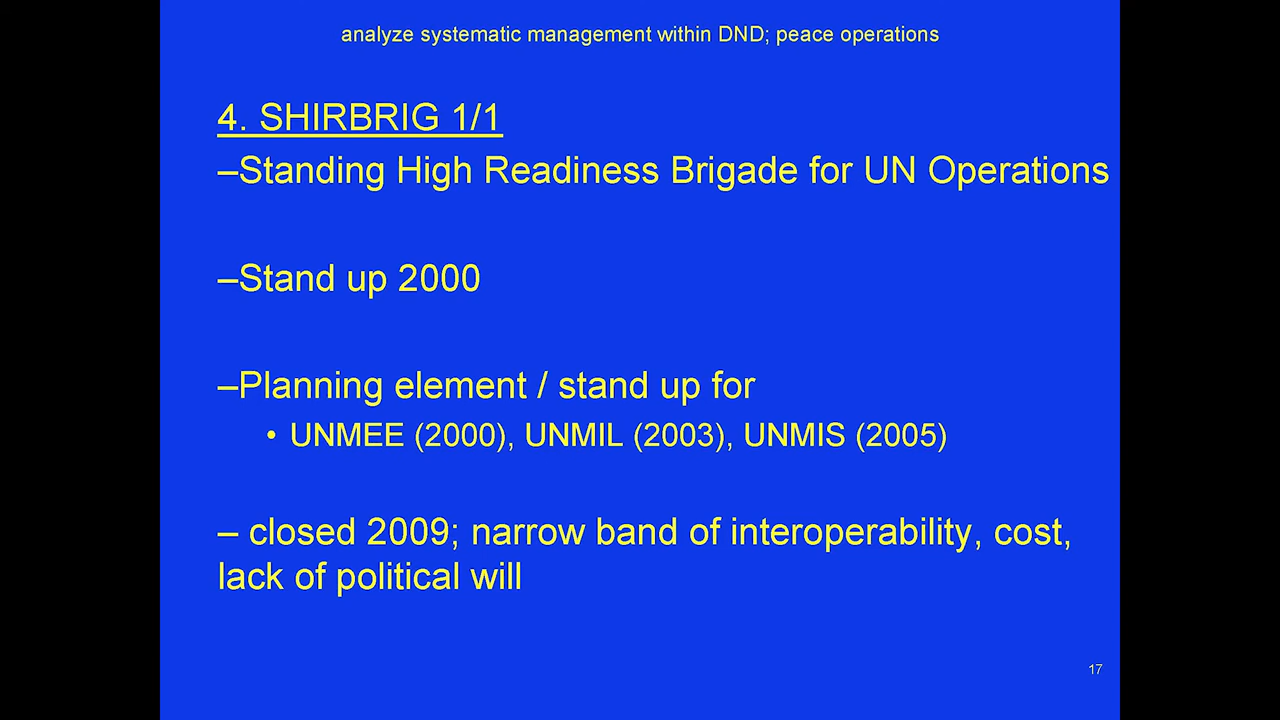 analyze systematic management within DND; peace operations
4. SHIRBRIG 1/1
–Standing High Readiness Brigade for UN Operations
–Stand up 2000
–Planning element / stand up for
• UNMEE (2000), UNMIL (2003), UNMIS (2005)
– closed 2009; narrow band of interoperability, cost,
lack of political will
17